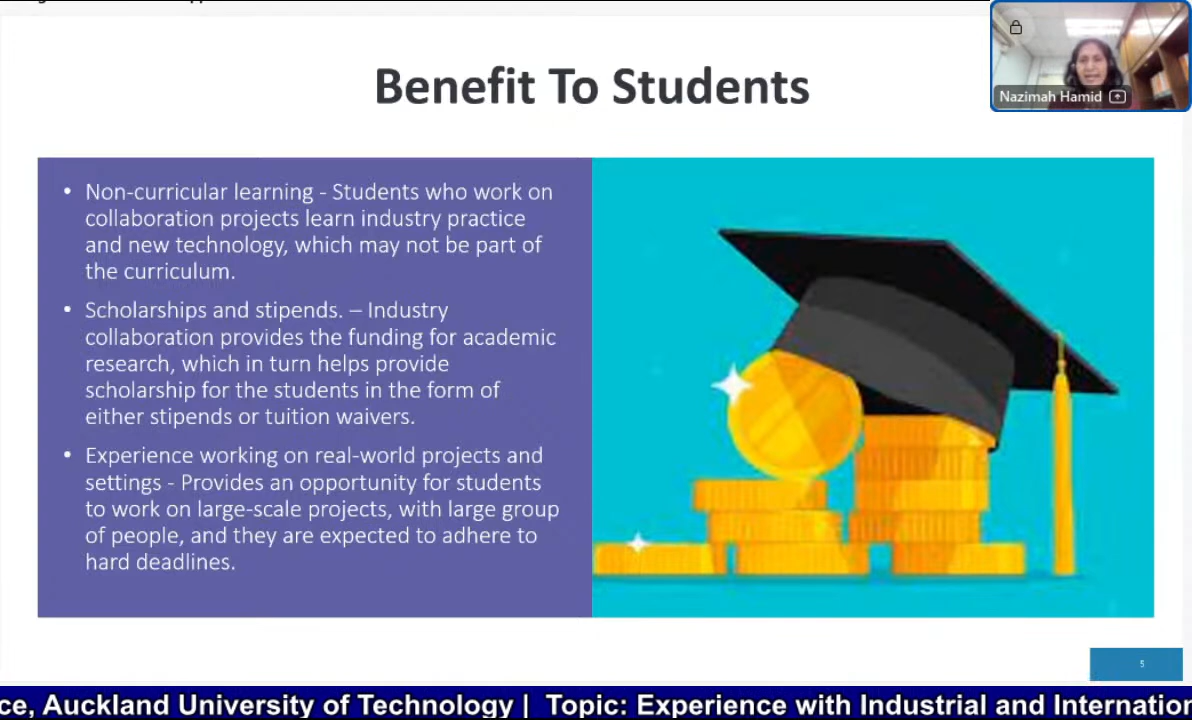 Nazimah Hamid
Benefit To Students
• Non-curricular learning - Students who work on
collaboration projects learn industry practice
and new technology, which may not be part of
the curriculum.
• Scholarships and stipends. – Industry
collaboration provides the funding for academic
research, which in turn helps provide
scholarship for the students in the form of
either stipends or tuition waivers.
• Experience working on real-world projects and
settings - Provides an opportunity for students
to work on large-scale projects, with large group
of people, and they are expected to adhere to
hard deadlines.
5
ce, Auckland University of Technology | Topic: Experience with Industrial and Internation